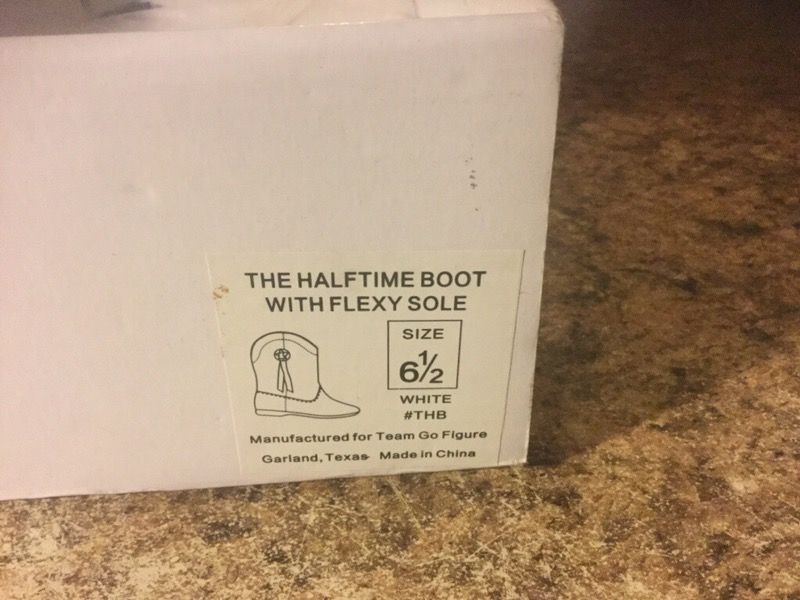 THE HALFTIME BOOT
WITH FLEXY SOLE
SIZE
6½
WHITE
#THB
Manufactured for Team Go Figure
Garland, Texas Made in China